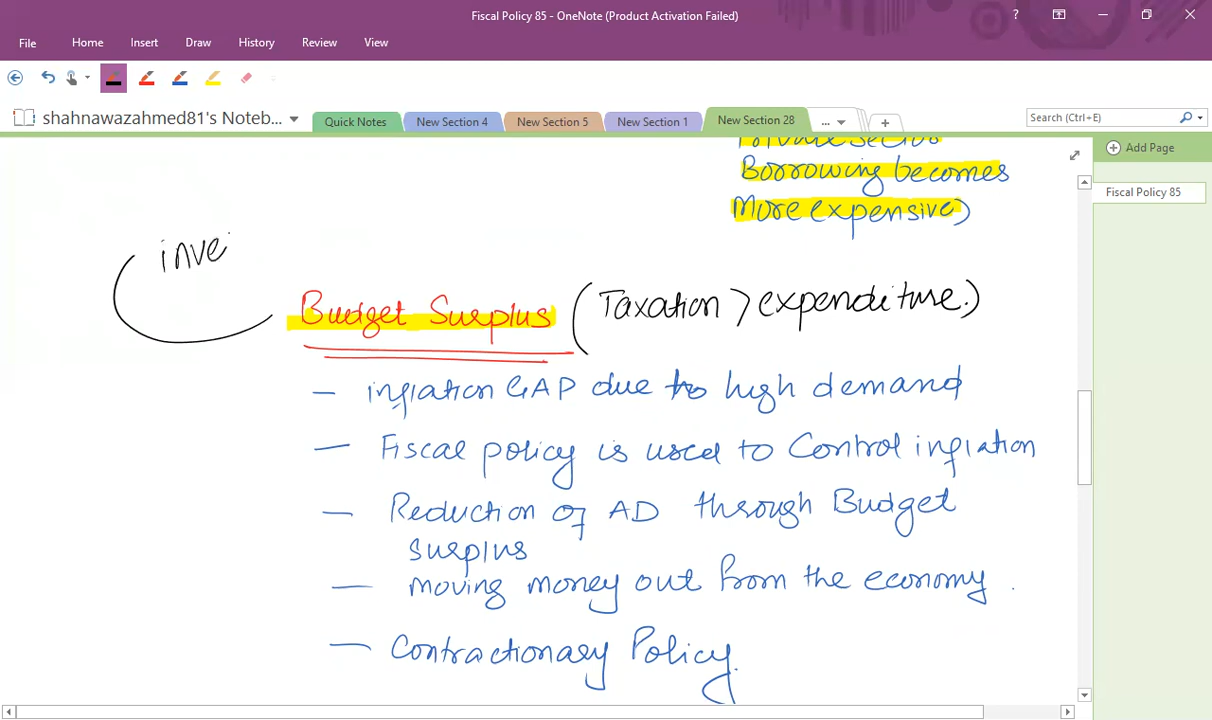 Fiscal Policy 85 - OneNote (Product Activation Failed)
File Home Insert Draw History Review View
shahnawazahmed81's Noteb... Quick Notes New Section 4 New Section 5 New Section 1 New Section 28 ... Search (Ctrl+E)
Add Page
Fiscal Policy 85
Private sector
Borrowing becomes
More expensive)
inve
Budget Surplus (Taxation > expenditure.)
— inflation GAP due to high demand
— Fiscal policy is used to Control inflation
— Reduction of AD through Budget
surplus
— moving money out from the economy.
— Contractionary Policy.